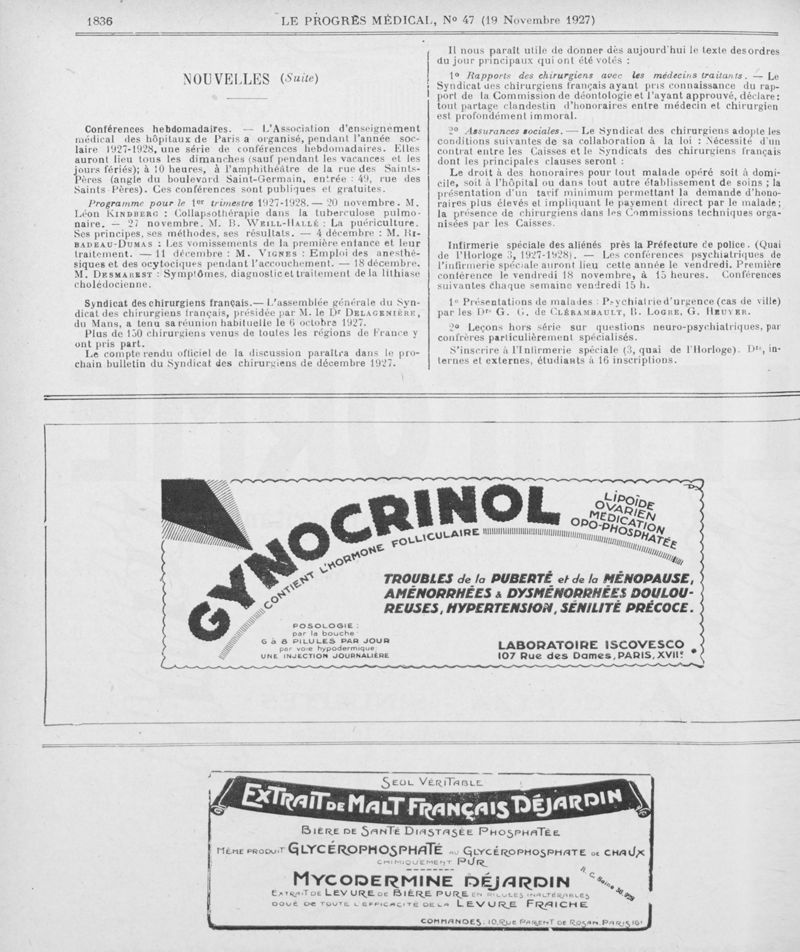 1836
LE PROGRÈS MÉDICAL, No 47 (19 Novembre 1927)
NOUVELLES (Suite)
Conférences hebdomadaires. — L'Association d'enseignement
médical des hôpitaux de Paris a organisé, pendant l'année sco-
laire 1927-1928, une série de conférences hebdomadaires. Elles
auront lieu tous les dimanches (sauf pendant les vacances et les
jours fériés); à 10 heures, à l'amphithéâtre de la rue des Saints-
Pères (angle du boulevard Saint-Germain, entrée : 49, rue des
Saints Pères). Ces conférences sont publiques et gratuites.
Programme pour le 1er trimestre 1927-1928. — 20 novembre. M.
Léon KINDBERG : Collapsothérapie dans la tuberculose pulmo-
naire. — 27 novembre. M. B. WEILL-HALLÉ : La puériculture.
Ses principes, ses méthodes, ses résultats. — 4 décembre : M. RI-
BADEAU-DUMAS : Les vomissements de la première enfance et leur
traitement. — 11 décembre : M. VIGNES : Emploi des anesthé-
siques et des ocytociques pendant l'accouchement. — 18 décembre.
M. DESMAREST : Symptômes, diagnostic et traitement de la lithiase
cholédocienne.
Syndicat des chirurgiens français. — L'assemblée générale du Syn-
dicat des chirurgiens français, présidée par M. le Dr DELAGENIÈRE,
du Mans, a tenu sa réunion habituelle le 6 octobre 1927.
Plus de 150 chirurgiens venus de toutes les régions de France y
ont pris part.
Le compte rendu officiel de la discussion paraîtra dans le pro-
chain bulletin du Syndicat des chirurgiens de décembre 1927.
Il nous paraît utile de donner dès aujourd'hui le texte des ordres
du jour principaux qui ont été votés :
1o Rapports des chirurgiens avec les médecins traitants. — Le
Syndicat des chirurgiens français ayant pris connaissance du rap-
port de la Commission de déontologie et l'ayant approuvé, déclare;
tout partage clandestin d'honoraires entre médecin et chirurgien
est profondément immoral.
2o Assurances sociales. — Le Syndicat des chirurgiens adopte les
conditions suivantes de sa collaboration à la loi : Nécessité d'un
contrat entre les Caisses et le Syndicats des chirurgiens français
dont les principales clauses seront :
Le droit à des honoraires pour tout malade opéré soit à domi-
cile, soit à l'hôpital ou dans tout autre établissement de soins ; la
présentation d'un tarif minimum permettant la demande d'hono-
raires plus élevés et impliquant le payement direct par le malade ;
la présence de chirurgiens dans les Commissions techniques orga-
nisées par les Caisses.
Infirmerie spéciale des aliénés près la Préfecture de police. (Quai
de l'Horloge 3, 1927-1928). — Les conférences psychiatriques de
l'infirmerie spéciale auront lieu cette année le vendredi. Première
conférence le vendredi 18 novembre, à 15 heures. Conférences
suivantes chaque semaine vendredi 15 h.
1o Présentations de malades : Psychiatrie d'urgence (cas de ville)
par les Drs G. G. de CLÉRAMBAULT, B. LOGRE, G. HEUYER.
2o Leçons hors série sur questions neuro-psychiatriques, par
confrères particulièrement spécialisés.
S'inscrire à l'Infirmerie spéciale (3, quai de l'Horloge). Drs, in-
ternes et externes, étudiants à 16 inscriptions.
GYNOCRINOL
CONTIENT L'HORMONE FOLLICULAIRE
LIPOÏDE
OVARIEN
MÉDICATION
OPO-PHOSPHATÉE
TROUBLES de la PUBERTÉ et de la MÉNOPAUSE,
AMÉNORRHÉES & DYSMÉNORRHÉES DOULOU-
REUSES, HYPERTENSION, SÉNILITÉ PRÉCOCE.
POSOLOGIE :
par la bouche
6 à 8 PILULES PAR JOUR
par voie hypodermique:
UNE INJECTION JOURNALIÈRE
LABORATOIRE ISCOVESCO
107 Rue des Dames, PARIS, XVIIe
SEUL VÉRITABLE
EXTRAIT DE MALT FRANÇAIS DÉJARDIN
BIÈRE DE SANTÉ DIASTASÉE PHOSPHATÉE
MÊME PRODUIT GLYCÉROPHOSPHATÉ AU GLYCÉROPHOSPHATE DE CHAUX
CHIMIQUEMENT PUR
MYCODERMINE DÉJARDIN
R. C. Seine
EXTRAIT DE LEVURE DE BIÈRE PURE EN PILULES INALTÉRABLES
DOUÉ DE TOUTE L'EFFICACITÉ DE LA LEVURE FRAICHE
COMMANDES : 10, RUE PARENT DE ROSAN, PARIS 16e